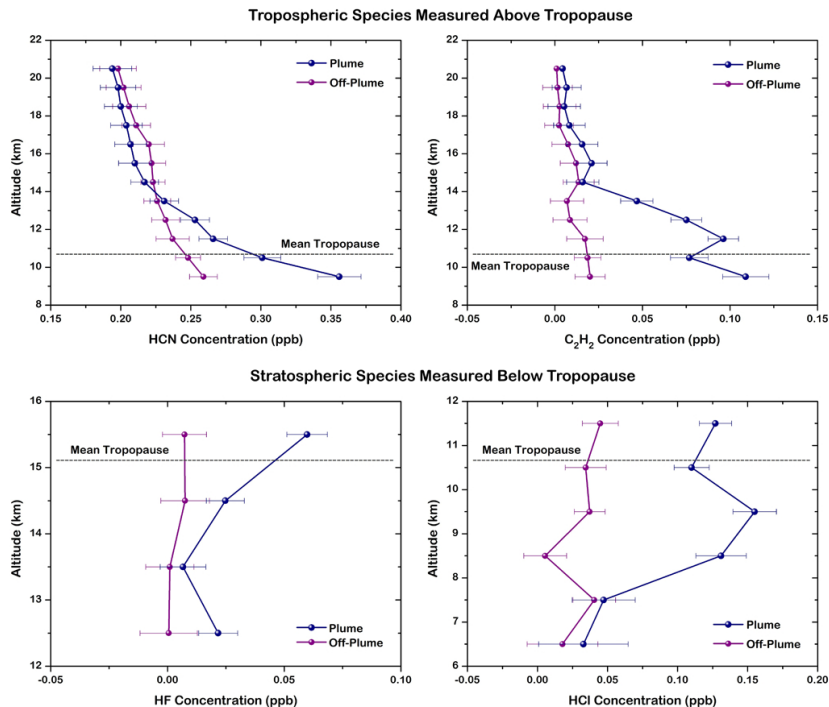 Tropospheric Species Measured Above Tropopause
22
20
18
16
14
12
10
8
Altitude (km)
Plume
Off-Plume
Mean Tropopause
0.15
0.20
0.25
0.30
0.35
0.40
HCN Concentration (ppb)
22
20
18
16
14
12
10
8
Altitude (km)
Plume
Off-Plume
Mean Tropopause
-0.05
0.00
0.05
0.10
0.15
C₂H₂ Concentration (ppb)
Stratospheric Species Measured Below Tropopause
16
15
14
13
12
Altitude (km)
Mean Tropopause
Plume
Off-Plume
-0.05
0.00
0.05
0.10
HF Concentration (ppb)
12
11
10
9
8
7
6
Altitude (km)
Mean Tropopause
Plume
Off-Plume
-0.05
0.00
0.05
0.10
0.15
0.20
HCl Concentration (ppb)